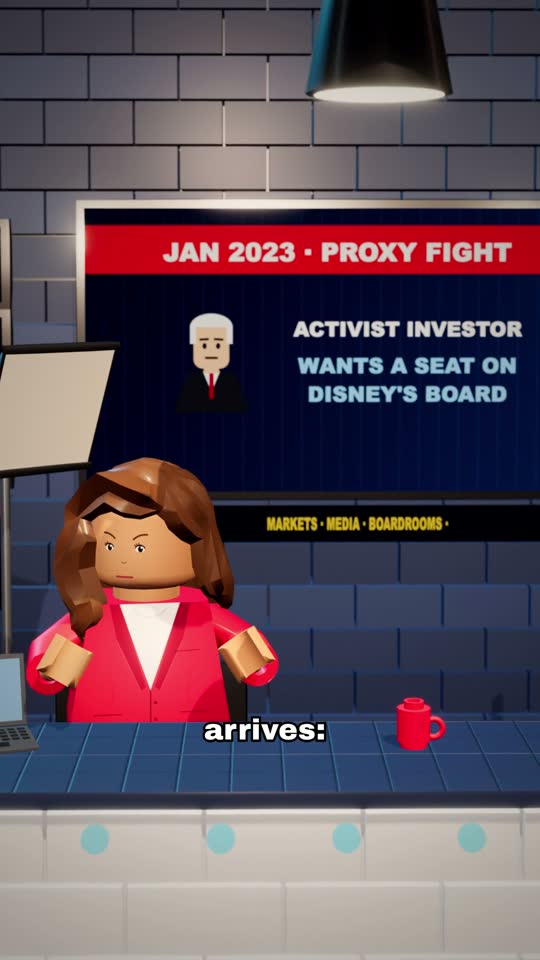 JAN 2023 · PROXY FIGHT
ACTIVIST INVESTOR
WANTS A SEAT ON
DISNEY'S BOARD
MARKETS · MEDIA · BOARDROOMS ·
arrives: